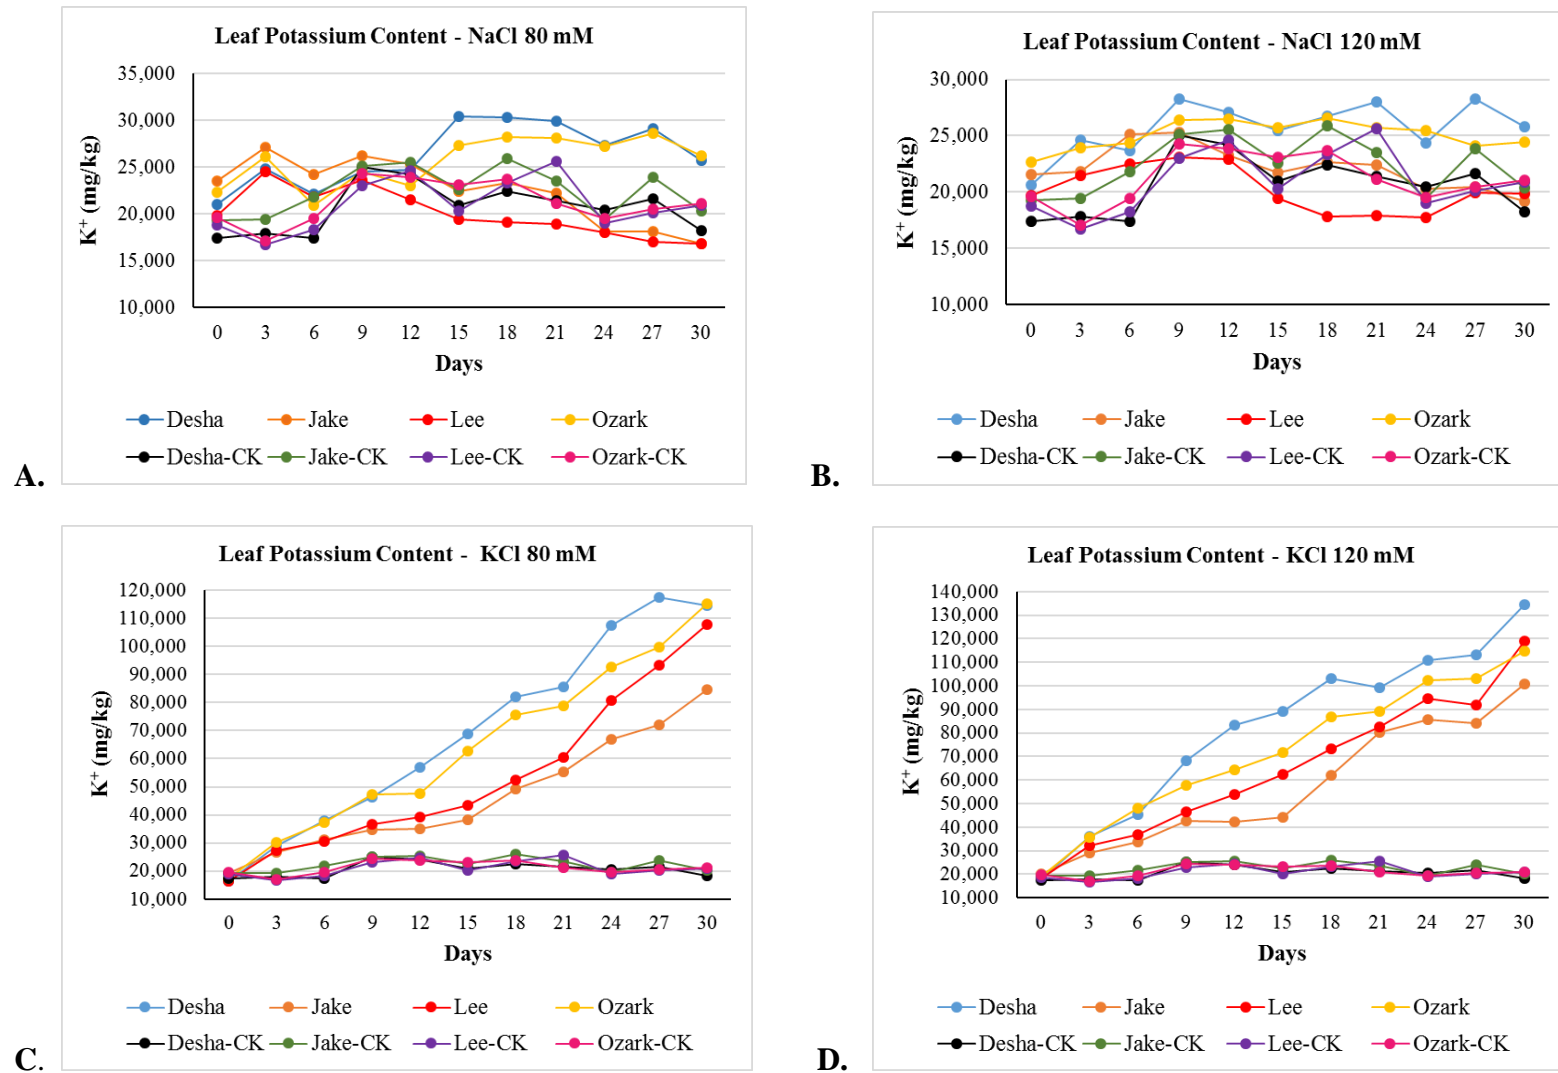 Leaf Potassium Content - NaCl 80 mM
35,000
30,000
25,000
20,000
15,000
10,000
K+ (mg/kg)
0 3 6 9 12 15 18 21 24 27 30
Days
Desha Jake Lee Ozark
Desha-CK Jake-CK Lee-CK Ozark-CK
A.
Leaf Potassium Content - NaCl 120 mM
30,000
25,000
20,000
15,000
10,000
K+ (mg/kg)
0 3 6 9 12 15 18 21 24 27 30
Days
Desha Jake Lee Ozark
Desha-CK Jake-CK Lee-CK Ozark-CK
B.
Leaf Potassium Content - KCl 80 mM
120,000
110,000
100,000
90,000
80,000
70,000
60,000
50,000
40,000
30,000
20,000
10,000
K+ (mg/kg)
0 3 6 9 12 15 18 21 24 27 30
Days
Desha Jake Lee Ozark
Desha-CK Jake-CK Lee-CK Ozark-CK
C.
Leaf Potassium Content - KCl 120 mM
140,000
130,000
120,000
110,000
100,000
90,000
80,000
70,000
60,000
50,000
40,000
30,000
20,000
10,000
K+ (mg/kg)
0 3 6 9 12 15 18 21 24 27 30
Days
Desha Jake Lee Ozark
Desha-CK Jake-CK Lee-CK Ozark-CK
D.